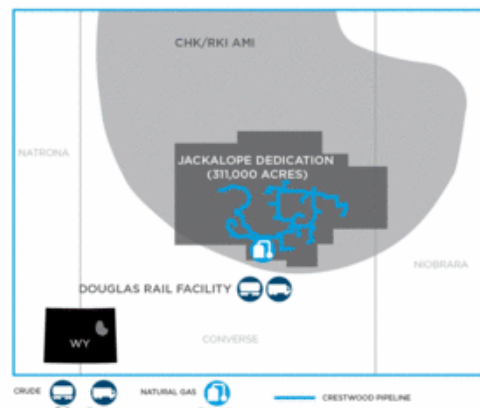 CHK/RKI AMI
NATRONA
JACKALOPE DEDICATION
(311,000 ACRES)
NIOBRARA
DOUGLAS RAIL FACILITY
WY
CONVERSE
CRUDE
NATURAL GAS
CRESTWOOD PIPELINE